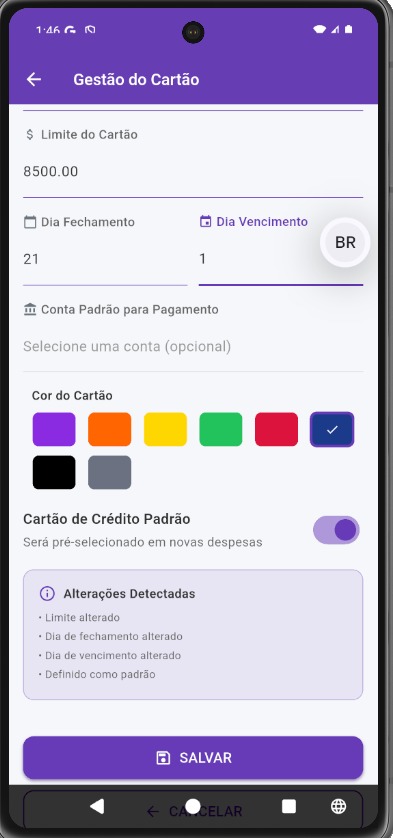 1:46
Gestão do Cartão
$ Limite do Cartão
8500.00
Dia Fechamento
Dia Vencimento
21
1
BR
Conta Padrão para Pagamento
Selecione uma conta (opcional)
Cor do Cartão
Cartão de Crédito Padrão
Será pré-selecionado em novas despesas
Alterações Detectadas
• Limite alterado
• Dia de fechamento alterado
• Dia de vencimento alterado
• Definido como padrão
SALVAR
CANCELAR